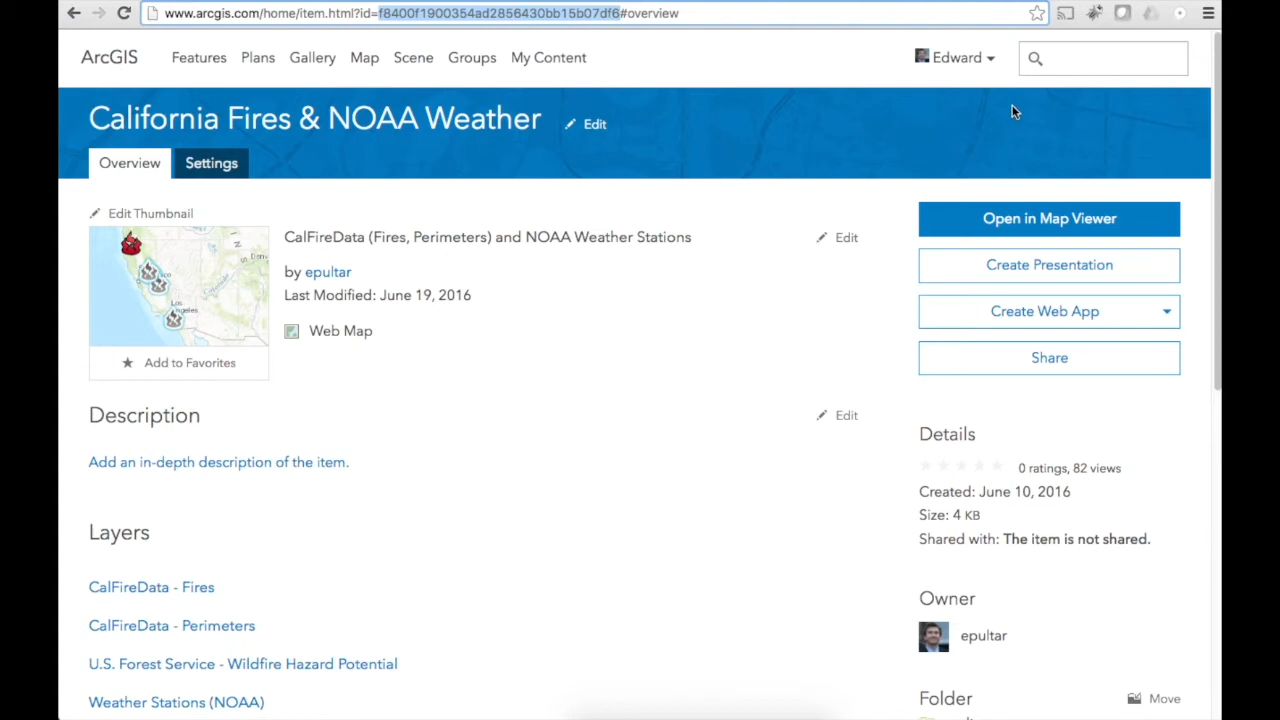 www.arcgis.com/home/item.html?id=f8400f1900354ad2856430bb15b07df6#overview
ArcGIS Features Plans Gallery Map Scene Groups My Content Edward
California Fires & NOAA Weather Edit
Overview Settings
Edit Thumbnail
CalFireData (Fires, Perimeters) and NOAA Weather Stations Edit
by epultar
Last Modified: June 19, 2016
Web Map
Add to Favorites
Description Edit
Add an in-depth description of the item.
Layers
CalFireData - Fires
CalFireData - Perimeters
U.S. Forest Service - Wildfire Hazard Potential
Weather Stations (NOAA)
Open in Map Viewer
Create Presentation
Create Web App
Share
Details
0 ratings, 82 views
Created: June 10, 2016
Size: 4 KB
Shared with: The item is not shared.
Owner
epultar
Folder Move